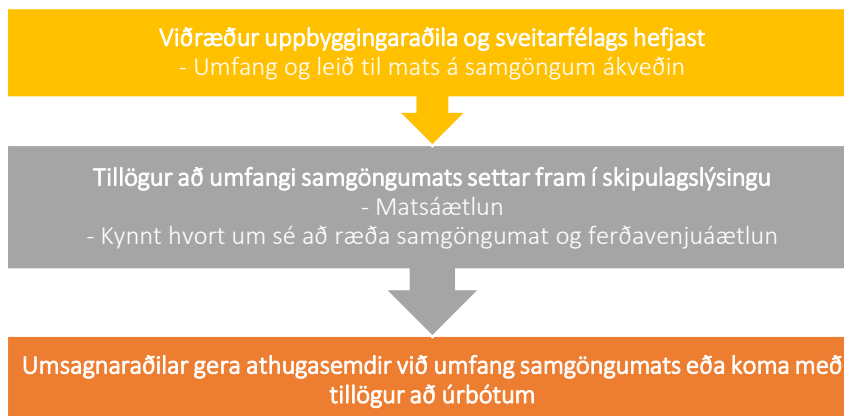 Viðræður uppbyggingaraðila og sveitarfélags hefjast
- Umfang og leið til mats á samgöngum ákveðin
Tillögur að umfangi samgöngumats settar fram í skipulagslýsingu
- Matsáætlun
- Kynnt hvort um sé að ræða samgöngumat og ferðavenjuáætlun
Umsagnaraðilar gera athugasemdir við umfang samgöngumats eða koma með
tillögur að úrbótum